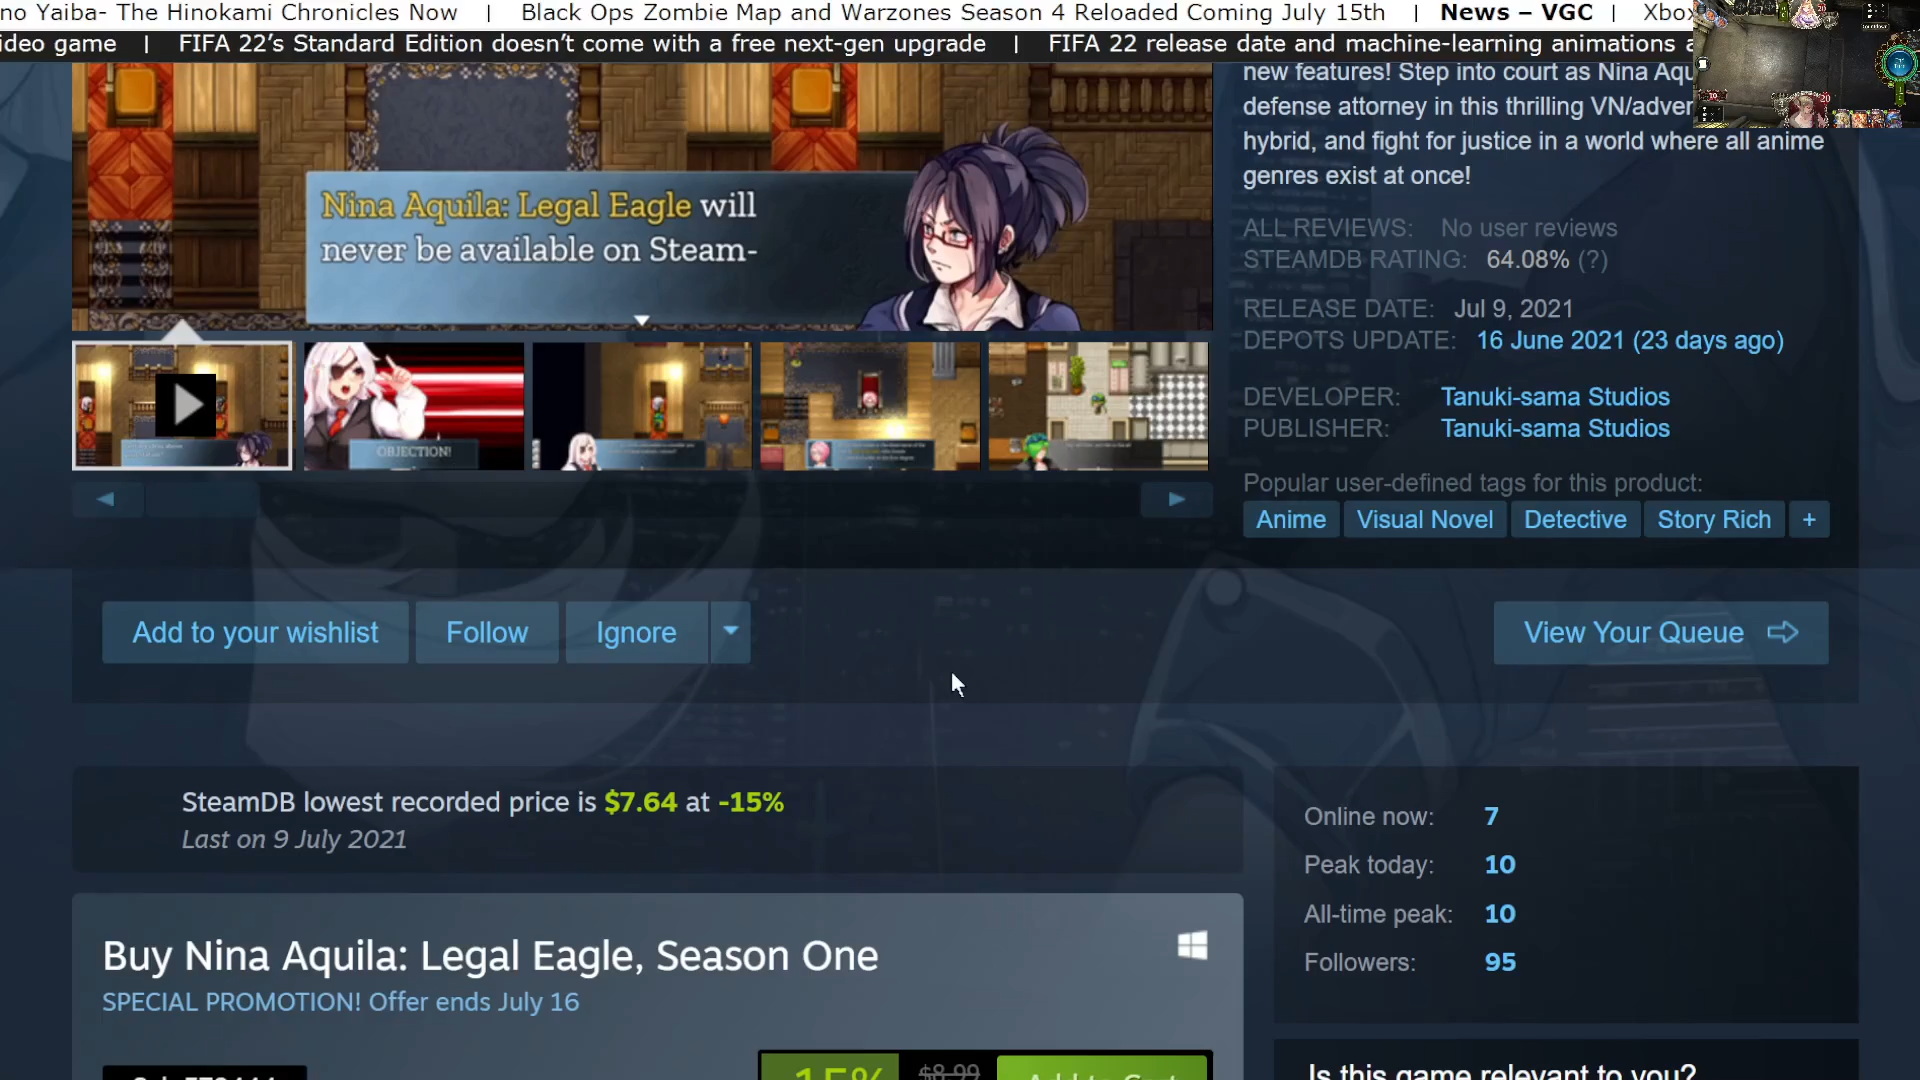 no Yaiba- The Hinokami Chronicles Now | Black Ops Zombie Map and Warzones Season 4 Reloaded Coming July 15th | News – VGC | Xbox
ideo game | FIFA 22's Standard Edition doesn't come with a free next-gen upgrade | FIFA 22 release date and machine-learning animations a
new features! Step into court as Nina Aqu
defense attorney in this thrilling VN/adver
hybrid, and fight for justice in a world where all anime
genres exist at once!
Nina Aquila: Legal Eagle will
never be available on Steam-
ALL REVIEWS: No user reviews
STEAMDB RATING: 64.08% (?)
RELEASE DATE: Jul 9, 2021
DEPOTS UPDATE: 16 June 2021 (23 days ago)
DEVELOPER: Tanuki-sama Studios
PUBLISHER: Tanuki-sama Studios
OBJECTION!
Popular user-defined tags for this product:
Anime Visual Novel Detective Story Rich +
Add to your wishlist Follow Ignore
View Your Queue
SteamDB lowest recorded price is $7.64 at -15%
Last on 9 July 2021
Online now: 7
Peak today: 10
All-time peak: 10
Followers: 95
Buy Nina Aquila: Legal Eagle, Season One
SPECIAL PROMOTION! Offer ends July 16
-15% $8.99 Add to Cart
Is this game relevant to you?